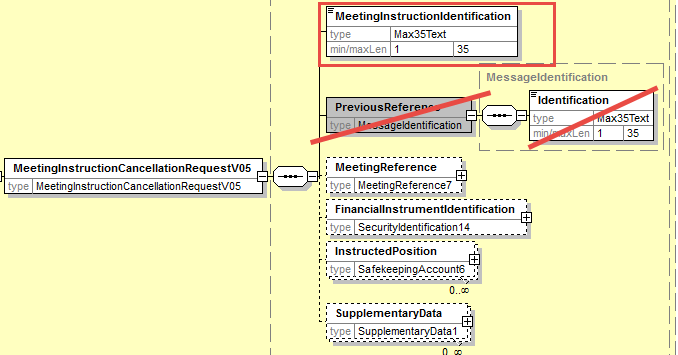 MeetingInstructionIdentification
type Max35Text
min/maxLen 1 35
MessageIdentification
PreviousReference
type MessageIdentification
Identification
type Max35Text
min/maxLen 1 35
MeetingInstructionCancellationRequestV05
type MeetingInstructionCancellationRequestV05
MeetingReference
type MeetingReference7
FinancialInstrumentIdentification
type SecurityIdentification14
InstructedPosition
type SafekeepingAccount6
0..∞
SupplementaryData
type SupplementaryData1
0..∞